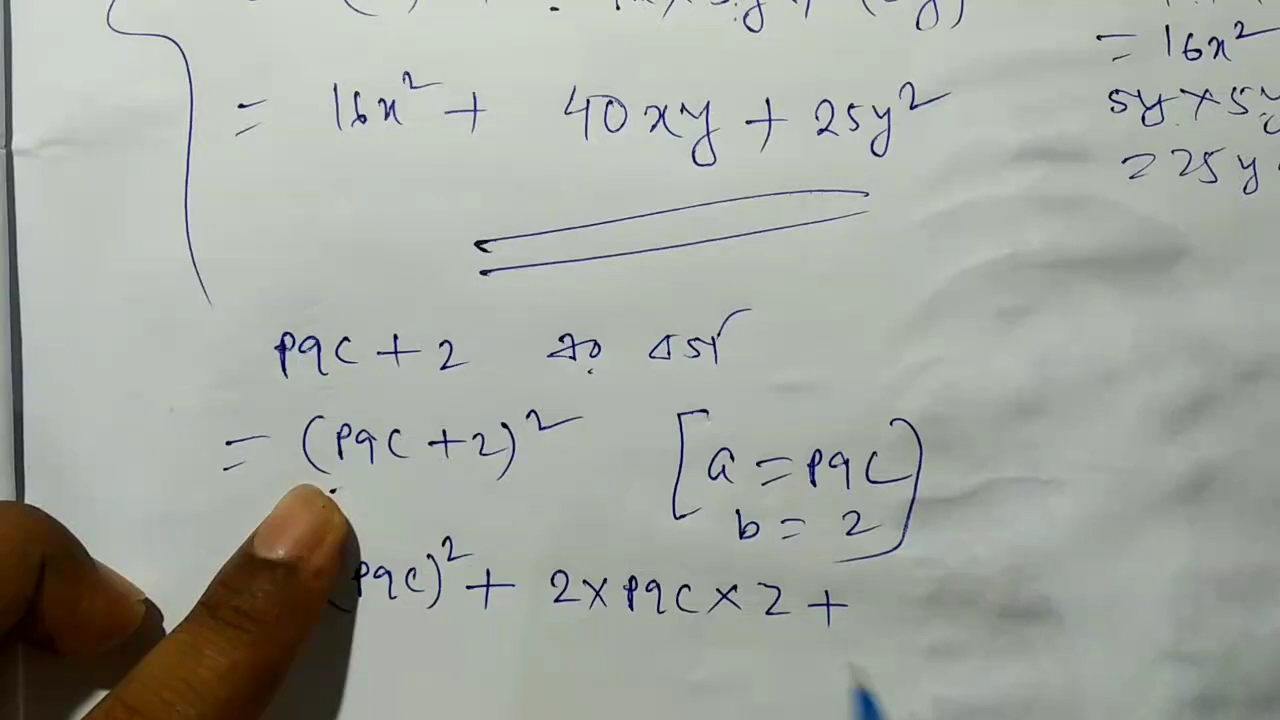 = 16x² + 40xy + 25y²
= 16x²
5y × 5y
= 25y
pqc + 2
= (pqc + 2)²
[a = pqc
b = 2]
(pqc)² + 2 × pqc × 2 +